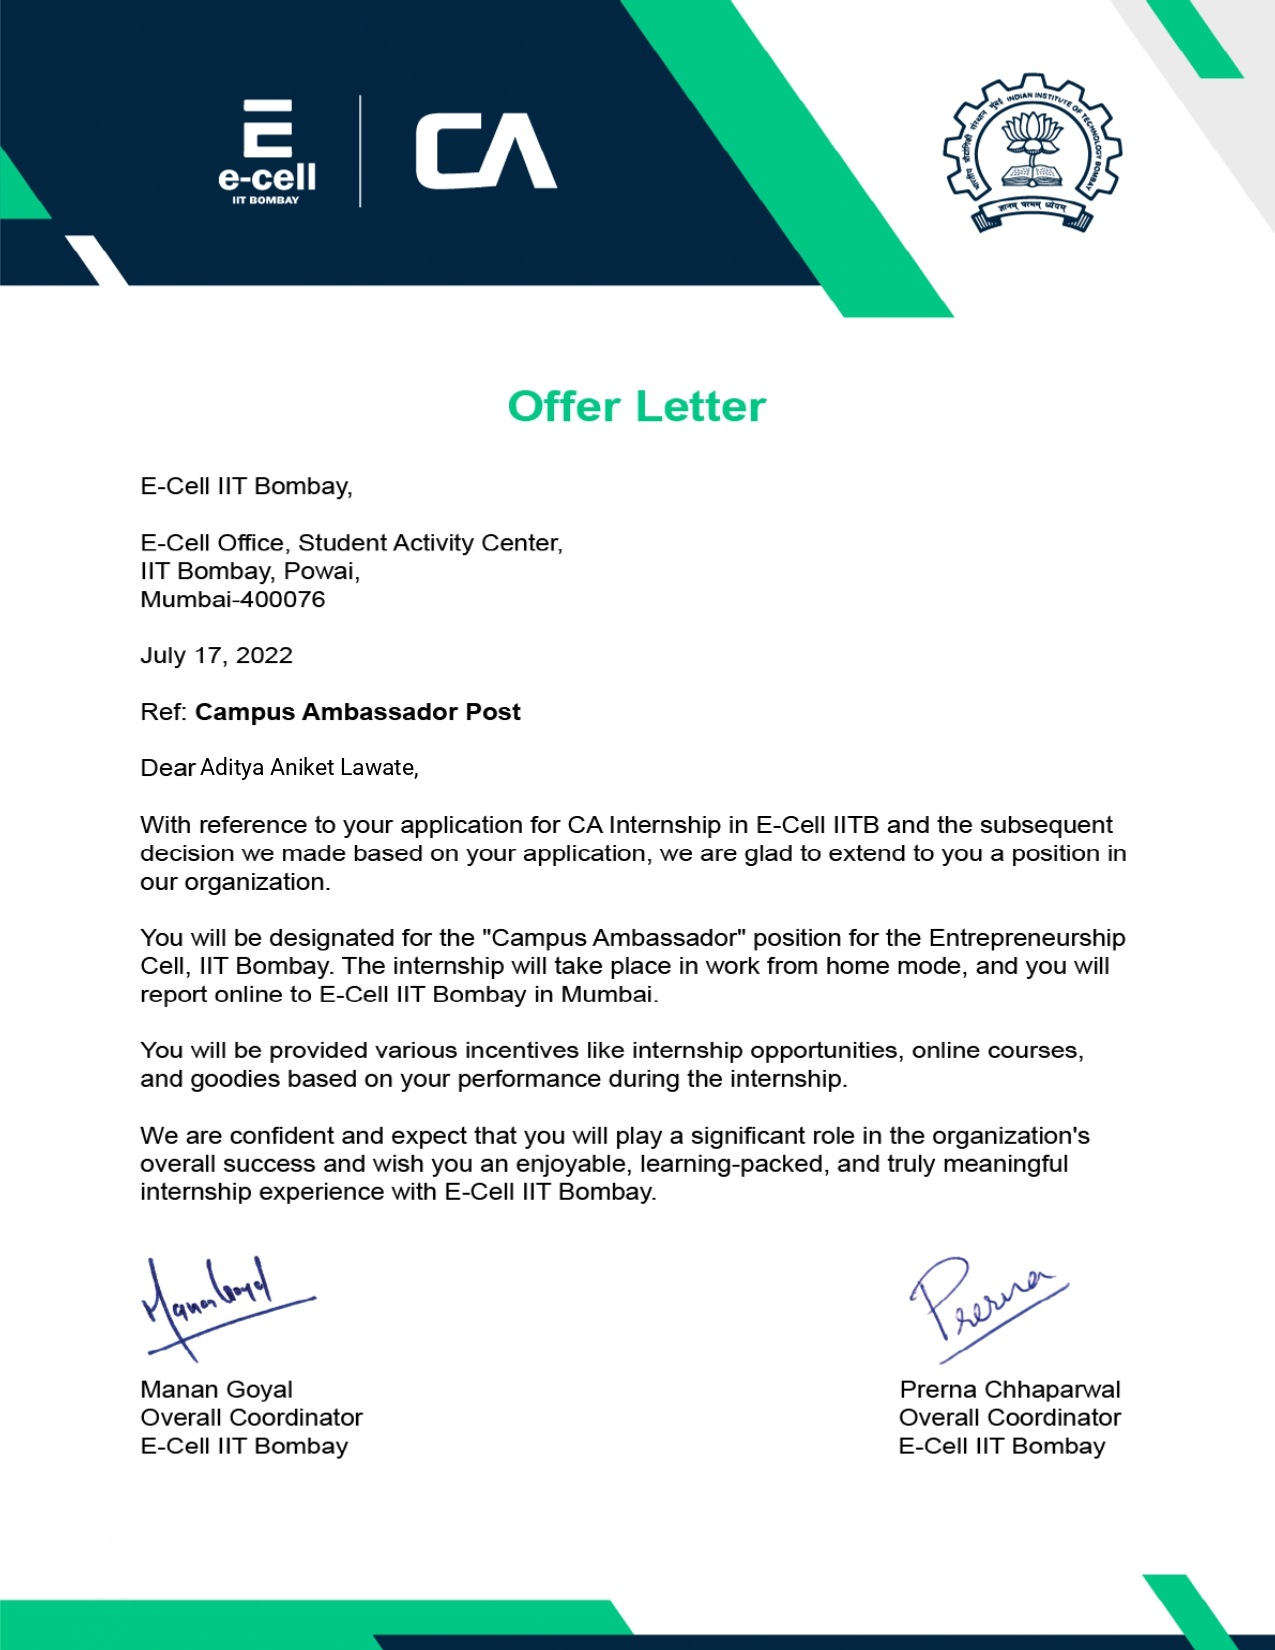 e-cell
IIT BOMBAY
CA
भारतीय प्रौद्योगिकी संस्थान मुंबई INDIAN INSTITUTE OF TECHNOLOGY BOMBAY
ज्ञानम् परमम् ध्येयम्
Offer Letter
E-Cell IIT Bombay,
E-Cell Office, Student Activity Center,
IIT Bombay, Powai,
Mumbai-400076
July 17, 2022
Ref: Campus Ambassador Post
Dear Aditya Aniket Lawate,
With reference to your application for CA Internship in E-Cell IITB and the subsequent
decision we made based on your application, we are glad to extend to you a position in
our organization.
You will be designated for the "Campus Ambassador" position for the Entrepreneurship
Cell, IIT Bombay. The internship will take place in work from home mode, and you will
report online to E-Cell IIT Bombay in Mumbai.
You will be provided various incentives like internship opportunities, online courses,
and goodies based on your performance during the internship.
We are confident and expect that you will play a significant role in the organization's
overall success and wish you an enjoyable, learning-packed, and truly meaningful
internship experience with E-Cell IIT Bombay.
Manan Goyal
Prerna
Manan Goyal
Overall Coordinator
E-Cell IIT Bombay
Prerna Chhaparwal
Overall Coordinator
E-Cell IIT Bombay